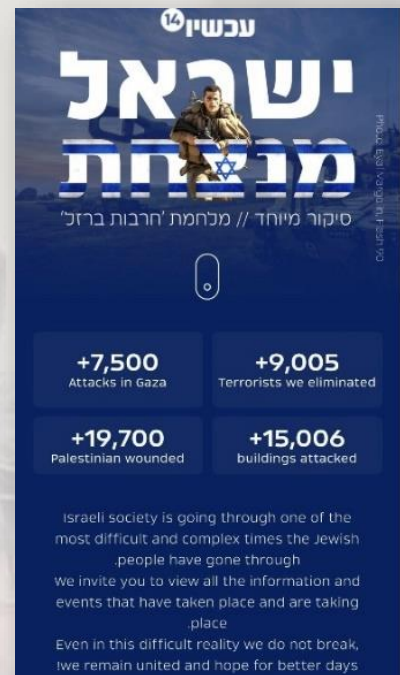 עכשיו 14
ישראל
מנצחת
סיקור מיוחד // מלחמת 'חרבות ברזל'
+7,500
Attacks in Gaza
+9,005
Terrorists we eliminated
+19,700
Palestinian wounded
+15,006
buildings attacked
Israeli society is going through one of the
most difficult and complex times the Jewish
.people have gone through
We invite you to view all the information and
events that have taken place and are taking
.place
Even in this difficult reality we do not break,
!we remain united and hope for better days